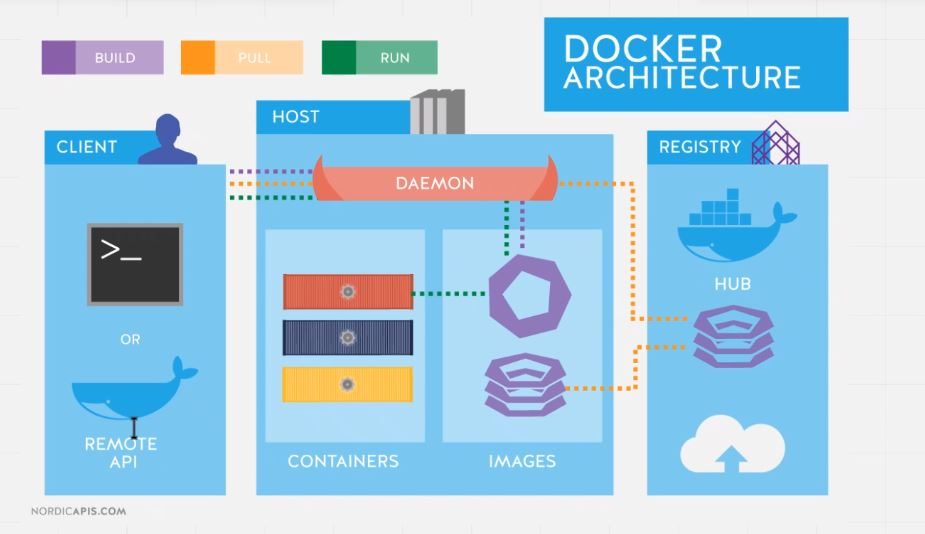 BUILD
PULL
RUN
DOCKER
ARCHITECTURE
CLIENT
HOST
REGISTRY
DAEMON
>_
OR
REMOTE
API
CONTAINERS
IMAGES
HUB
NORDICAPIS.COM